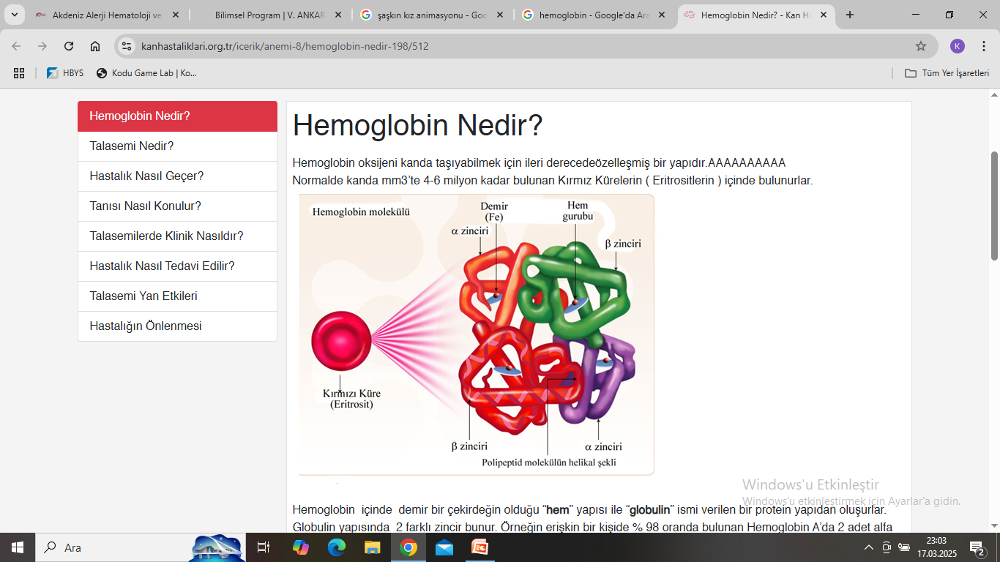 Akdeniz Alerji Hematoloji ve
Bilimsel Program | V. ANKAR
şaşkın kız animasyonu - Goo
hemoglobin - Google'da Ara
Hemoglobin Nedir? - Kan Ha
kanhastaliklari.org.tr/icerik/anemi-8/hemoglobin-nedir-198/512
K
HBYS
Kodu Game Lab | Ko...
Tüm Yer İşaretleri
Hemoglobin Nedir?
Talasemi Nedir?
Hastalık Nasıl Geçer?
Tanısı Nasıl Konulur?
Talasemilerde Klinik Nasıldır?
Hastalık Nasıl Tedavi Edilir?
Talasemi Yan Etkileri
Hastalığın Önlenmesi
Hemoglobin Nedir?
Hemoglobin oksijeni kanda taşıyabilmek için ileri derecedeözelleşmiş bir yapıdır.AAAAAAAAAA
Normalde kanda mm3’te 4-6 milyon kadar bulunan Kırmız Kürelerin ( Eritrositlerin ) içinde bulunurlar.
Hemoglobin molekülü
Demir
(Fe)
Hem
gurubu
α zinciri
β zinciri
Kırmızı Küre
(Eritrosit)
β zinciri
α zinciri
Polipeptid molekülün helikal şekli
Hemoglobin içinde demir bir çekirdeğin olduğu “hem” yapısı ile “globulin” ismi verilen bir protein yapıdan oluşurlar.
Globulin yapısında 2 farklı zincir bunur. Örneğin erişkin bir kişide % 98 oranda bulunan Hemoglobin A’da 2 adet alfa
Windows'u Etkinleştir
Windows'u etkinleştirmek için Ayarlar'a gidin.
Ara
23:03
17.03.2025
2